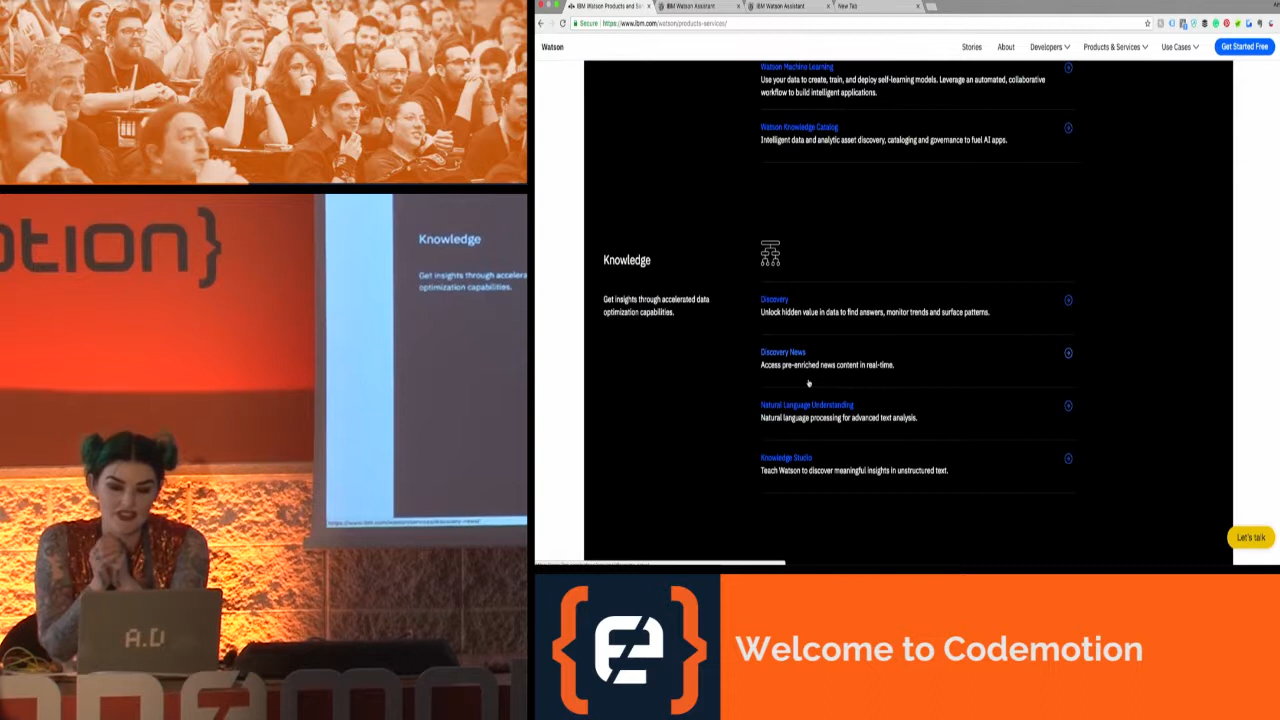 otion}
Knowledge
Get insights through accelera
optimization capabilities.
A.D
IBM Watson Products and Ser
IBM Watson Assistant
IBM Watson Assistant
New Tab
Secure
https://www.ibm.com/watson/products-services/
Watson
Stories
About
Developers
Products & Services
Use Cases
Get Started Free
Watson Machine Learning
Use your data to create, train, and deploy self-learning models. Leverage an automated, collaborative
workflow to build intelligent applications.
Watson Knowledge Catalog
Intelligent data and analytic asset discovery, cataloging and governance to fuel AI apps.
Knowledge
Get insights through accelerated data
optimization capabilities.
Discovery
Unlock hidden value in data to find answers, monitor trends and surface patterns.
Discovery News
Access pre-enriched news content in real-time.
Natural Language Understanding
Natural language processing for advanced text analysis.
Knowledge Studio
Teach Watson to discover meaningful insights in unstructured text.
Let's talk
Welcome to Codemotion